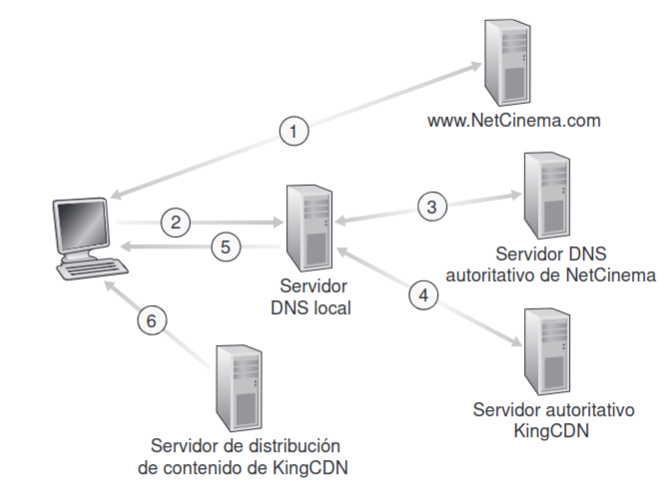 1
www.NetCinema.com
2
3
5
Servidor DNS
autoritativo de NetCinema
Servidor
DNS local
4
6
Servidor autoritativo
KingCDN
Servidor de distribución
de contenido de KingCDN